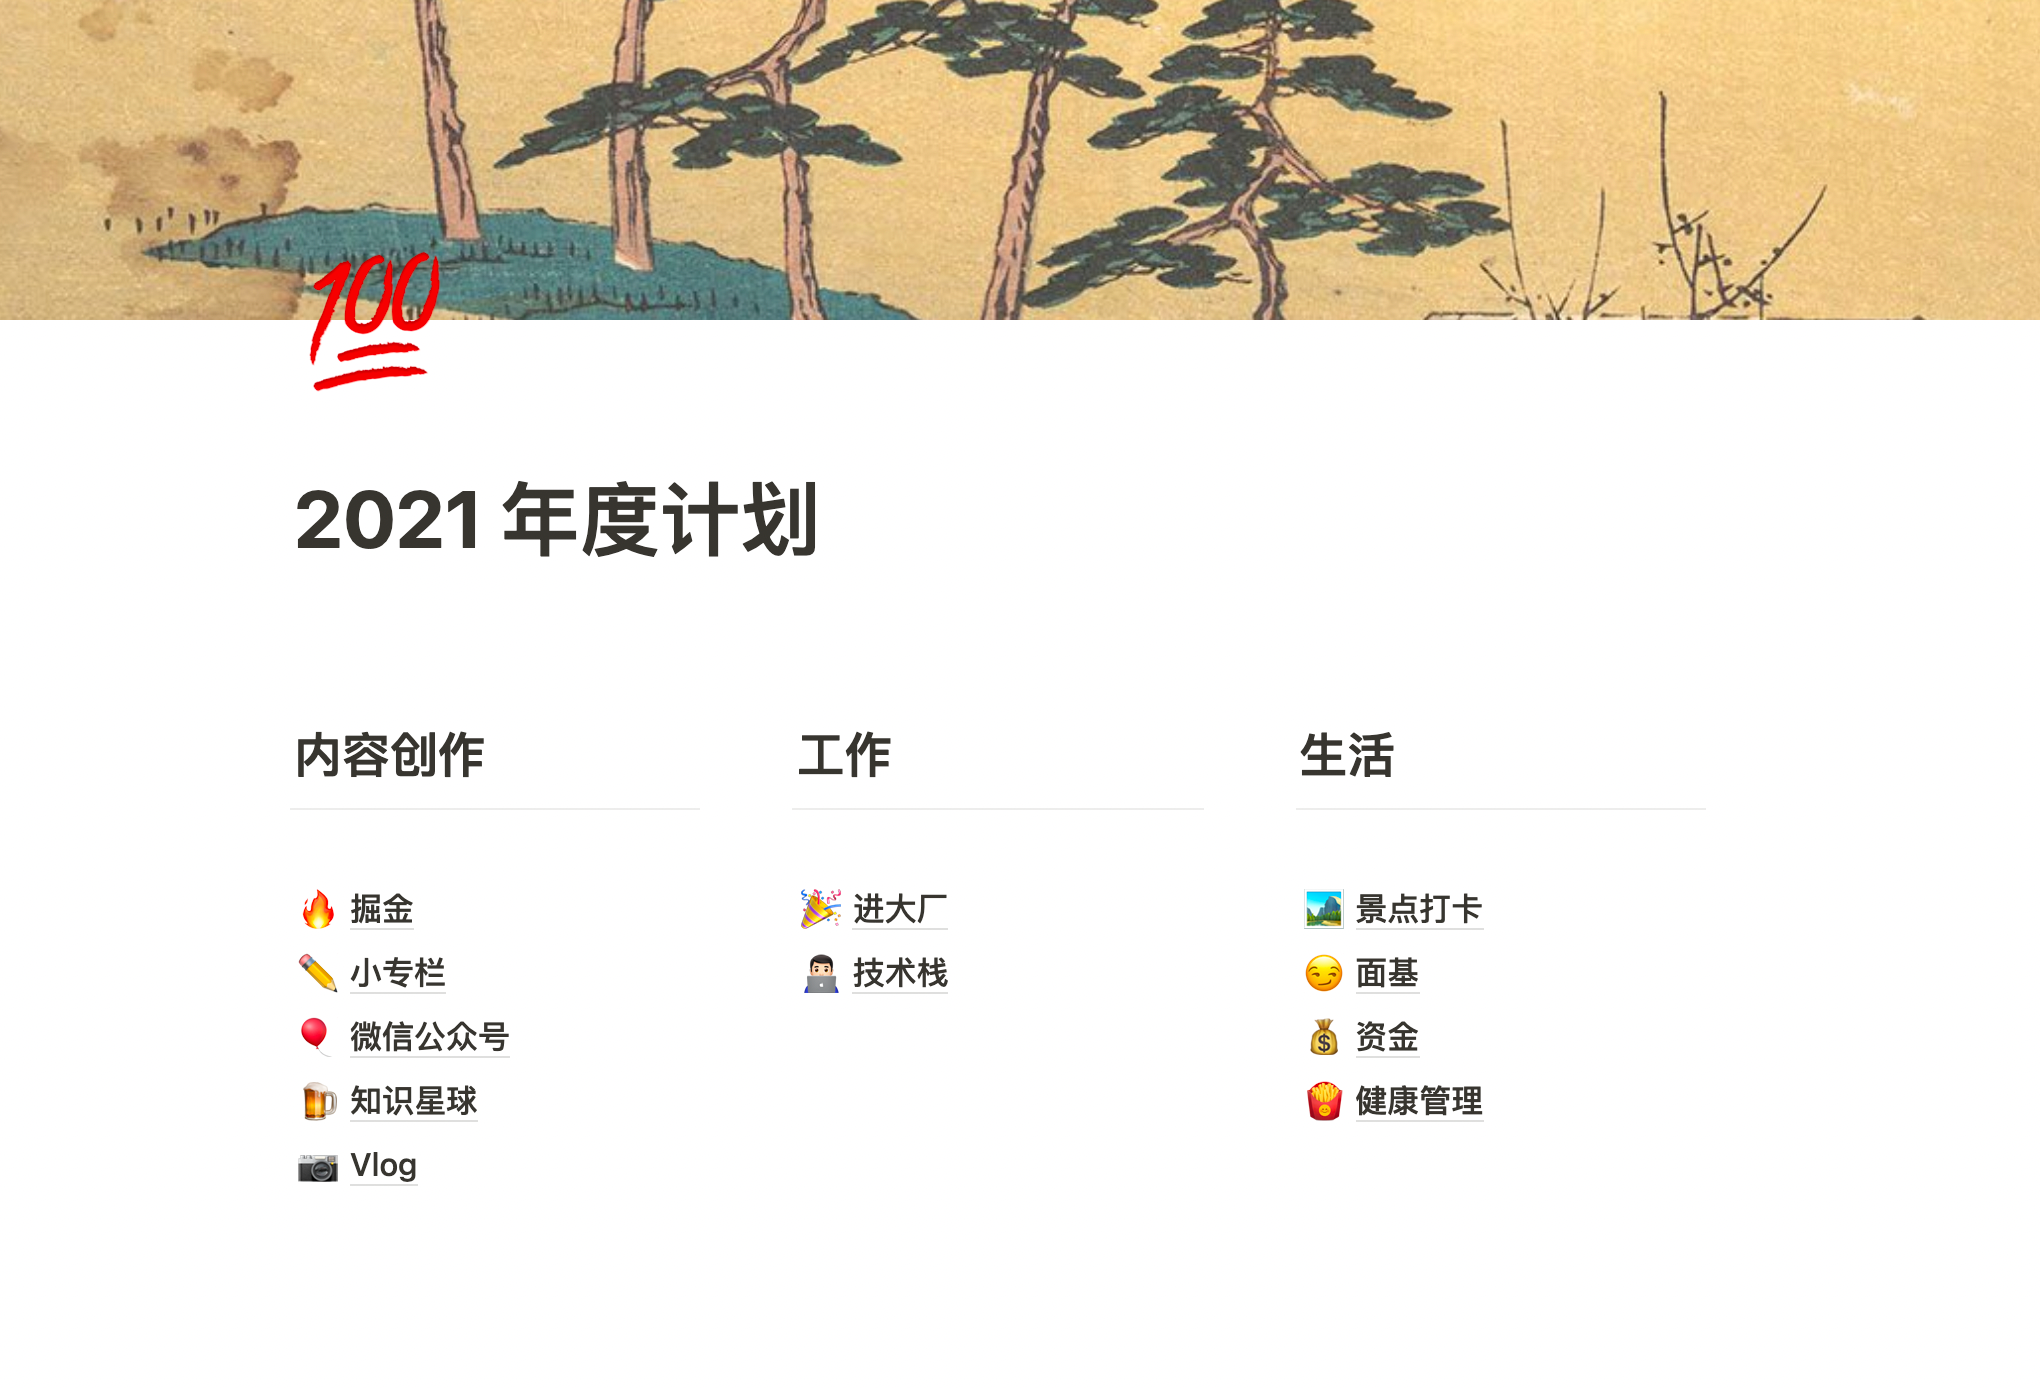 2021 年度计划
内容创作
🔥 掘金
✏️ 小专栏
🎈 微信公众号
🍺 知识星球
📷 Vlog
工作
🎉 进大厂
👨🏻‍💻 技术栈
生活
🏞️ 景点打卡
😏 面基
💰 资金
🍟 健康管理